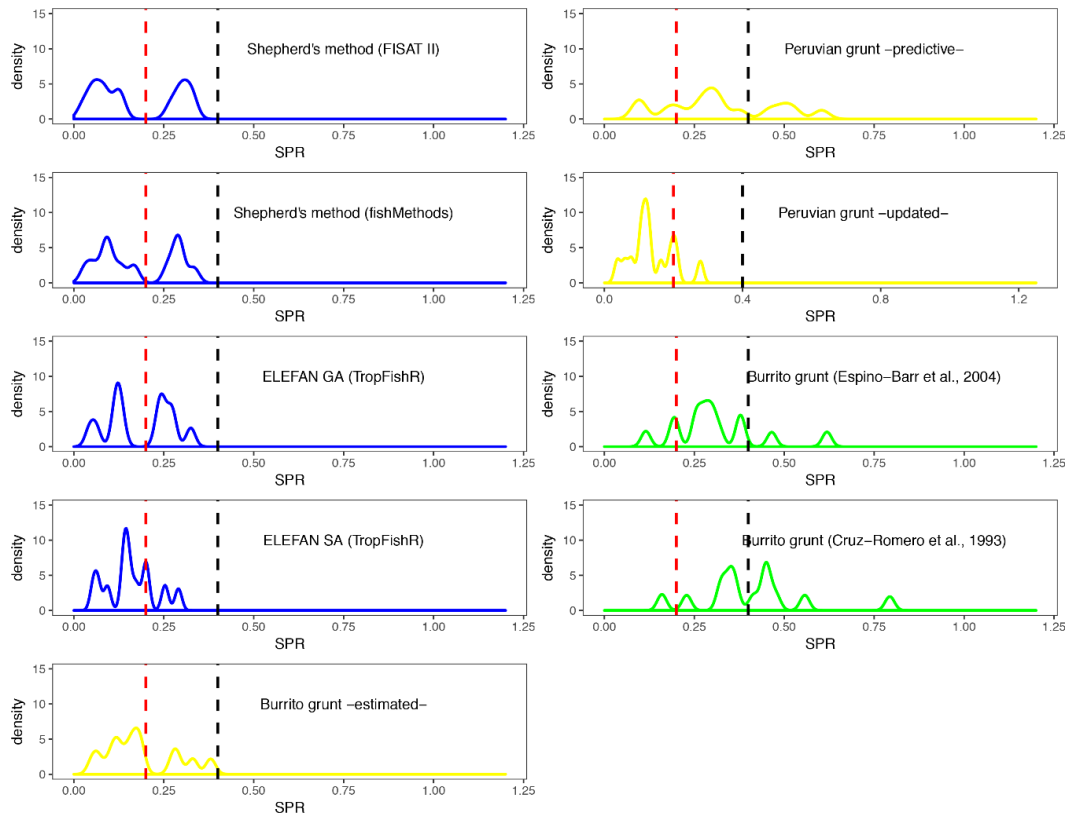 15
10
5
0
density
Shepherd's method (FISAT II)
0.00 0.25 0.50 0.75 1.00 1.25
SPR
15
10
5
0
density
Peruvian grunt −predictive−
0.00 0.25 0.50 0.75 1.00 1.25
SPR
15
10
5
0
density
Shepherd's method (fishMethods)
0.00 0.25 0.50 0.75 1.00 1.25
SPR
15
10
5
0
density
Peruvian grunt −updated−
0.0 0.4 0.8 1.2
SPR
15
10
5
0
density
ELEFAN GA (TropFishR)
0.00 0.25 0.50 0.75 1.00 1.25
SPR
15
10
5
0
density
Burrito grunt (Espino−Barr et al., 2004)
0.00 0.25 0.50 0.75 1.00 1.25
SPR
15
10
5
0
density
ELEFAN SA (TropFishR)
0.00 0.25 0.50 0.75 1.00 1.25
SPR
15
10
5
0
density
Burrito grunt (Cruz−Romero et al., 1993)
0.00 0.25 0.50 0.75 1.00 1.25
SPR
15
10
5
0
density
Burrito grunt −estimated−
0.00 0.25 0.50 0.75 1.00 1.25
SPR